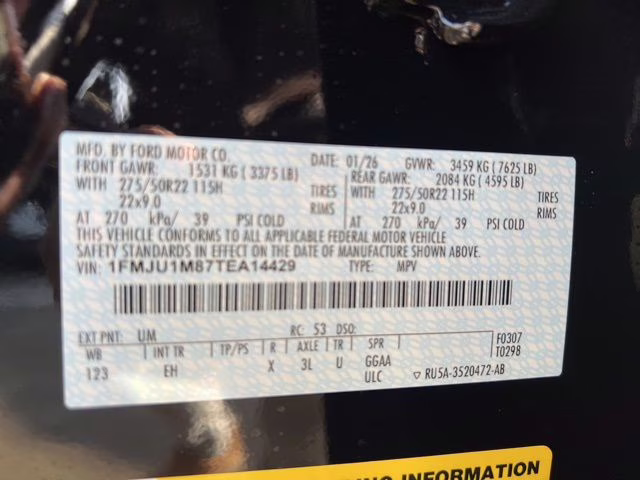 MFD. BY FORD MOTOR CO. DATE: 01/26 GVWR: 3459 KG ( 7625 LB)
FRONT GAWR: 1531 KG ( 3375 LB) REAR GAWR: 2084 KG ( 4595 LB)
WITH 275/50R22 115H TIRES WITH 275/50R22 115H TIRES
22x9.0 RIMS 22x9.0 RIMS
AT 270 kPa/ 39 PSI COLD AT 270 kPa/ 39 PSI COLD
THIS VEHICLE CONFORMS TO ALL APPLICABLE FEDERAL MOTOR VEHICLE
SAFETY STANDARDS IN EFFECT ON THE DATE OF MANUFACTURE SHOWN ABOVE.
VIN: 1FMJU1M87TEA14429 TYPE: MPV
EXT PNT: UM RC: 53 DSO: F0307
WB INT TR TP/PS R AXLE TR SPR T0298
123 EH X 3L U GGAA
ULC ▽ RU5A-3520472-AB
INFORMATION